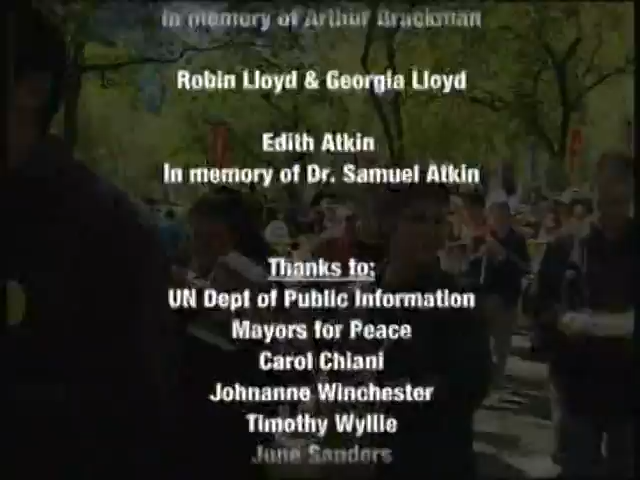 In memory of Arthur Brackman
Robin Lloyd & Georgia Lloyd
Edith Atkin
In memory of Dr. Samuel Atkin
Thanks to:
UN Dept of Public Information
Mayors for Peace
Carol Chiani
Johnanne Winchester
Timothy Wyllie
June Sanders